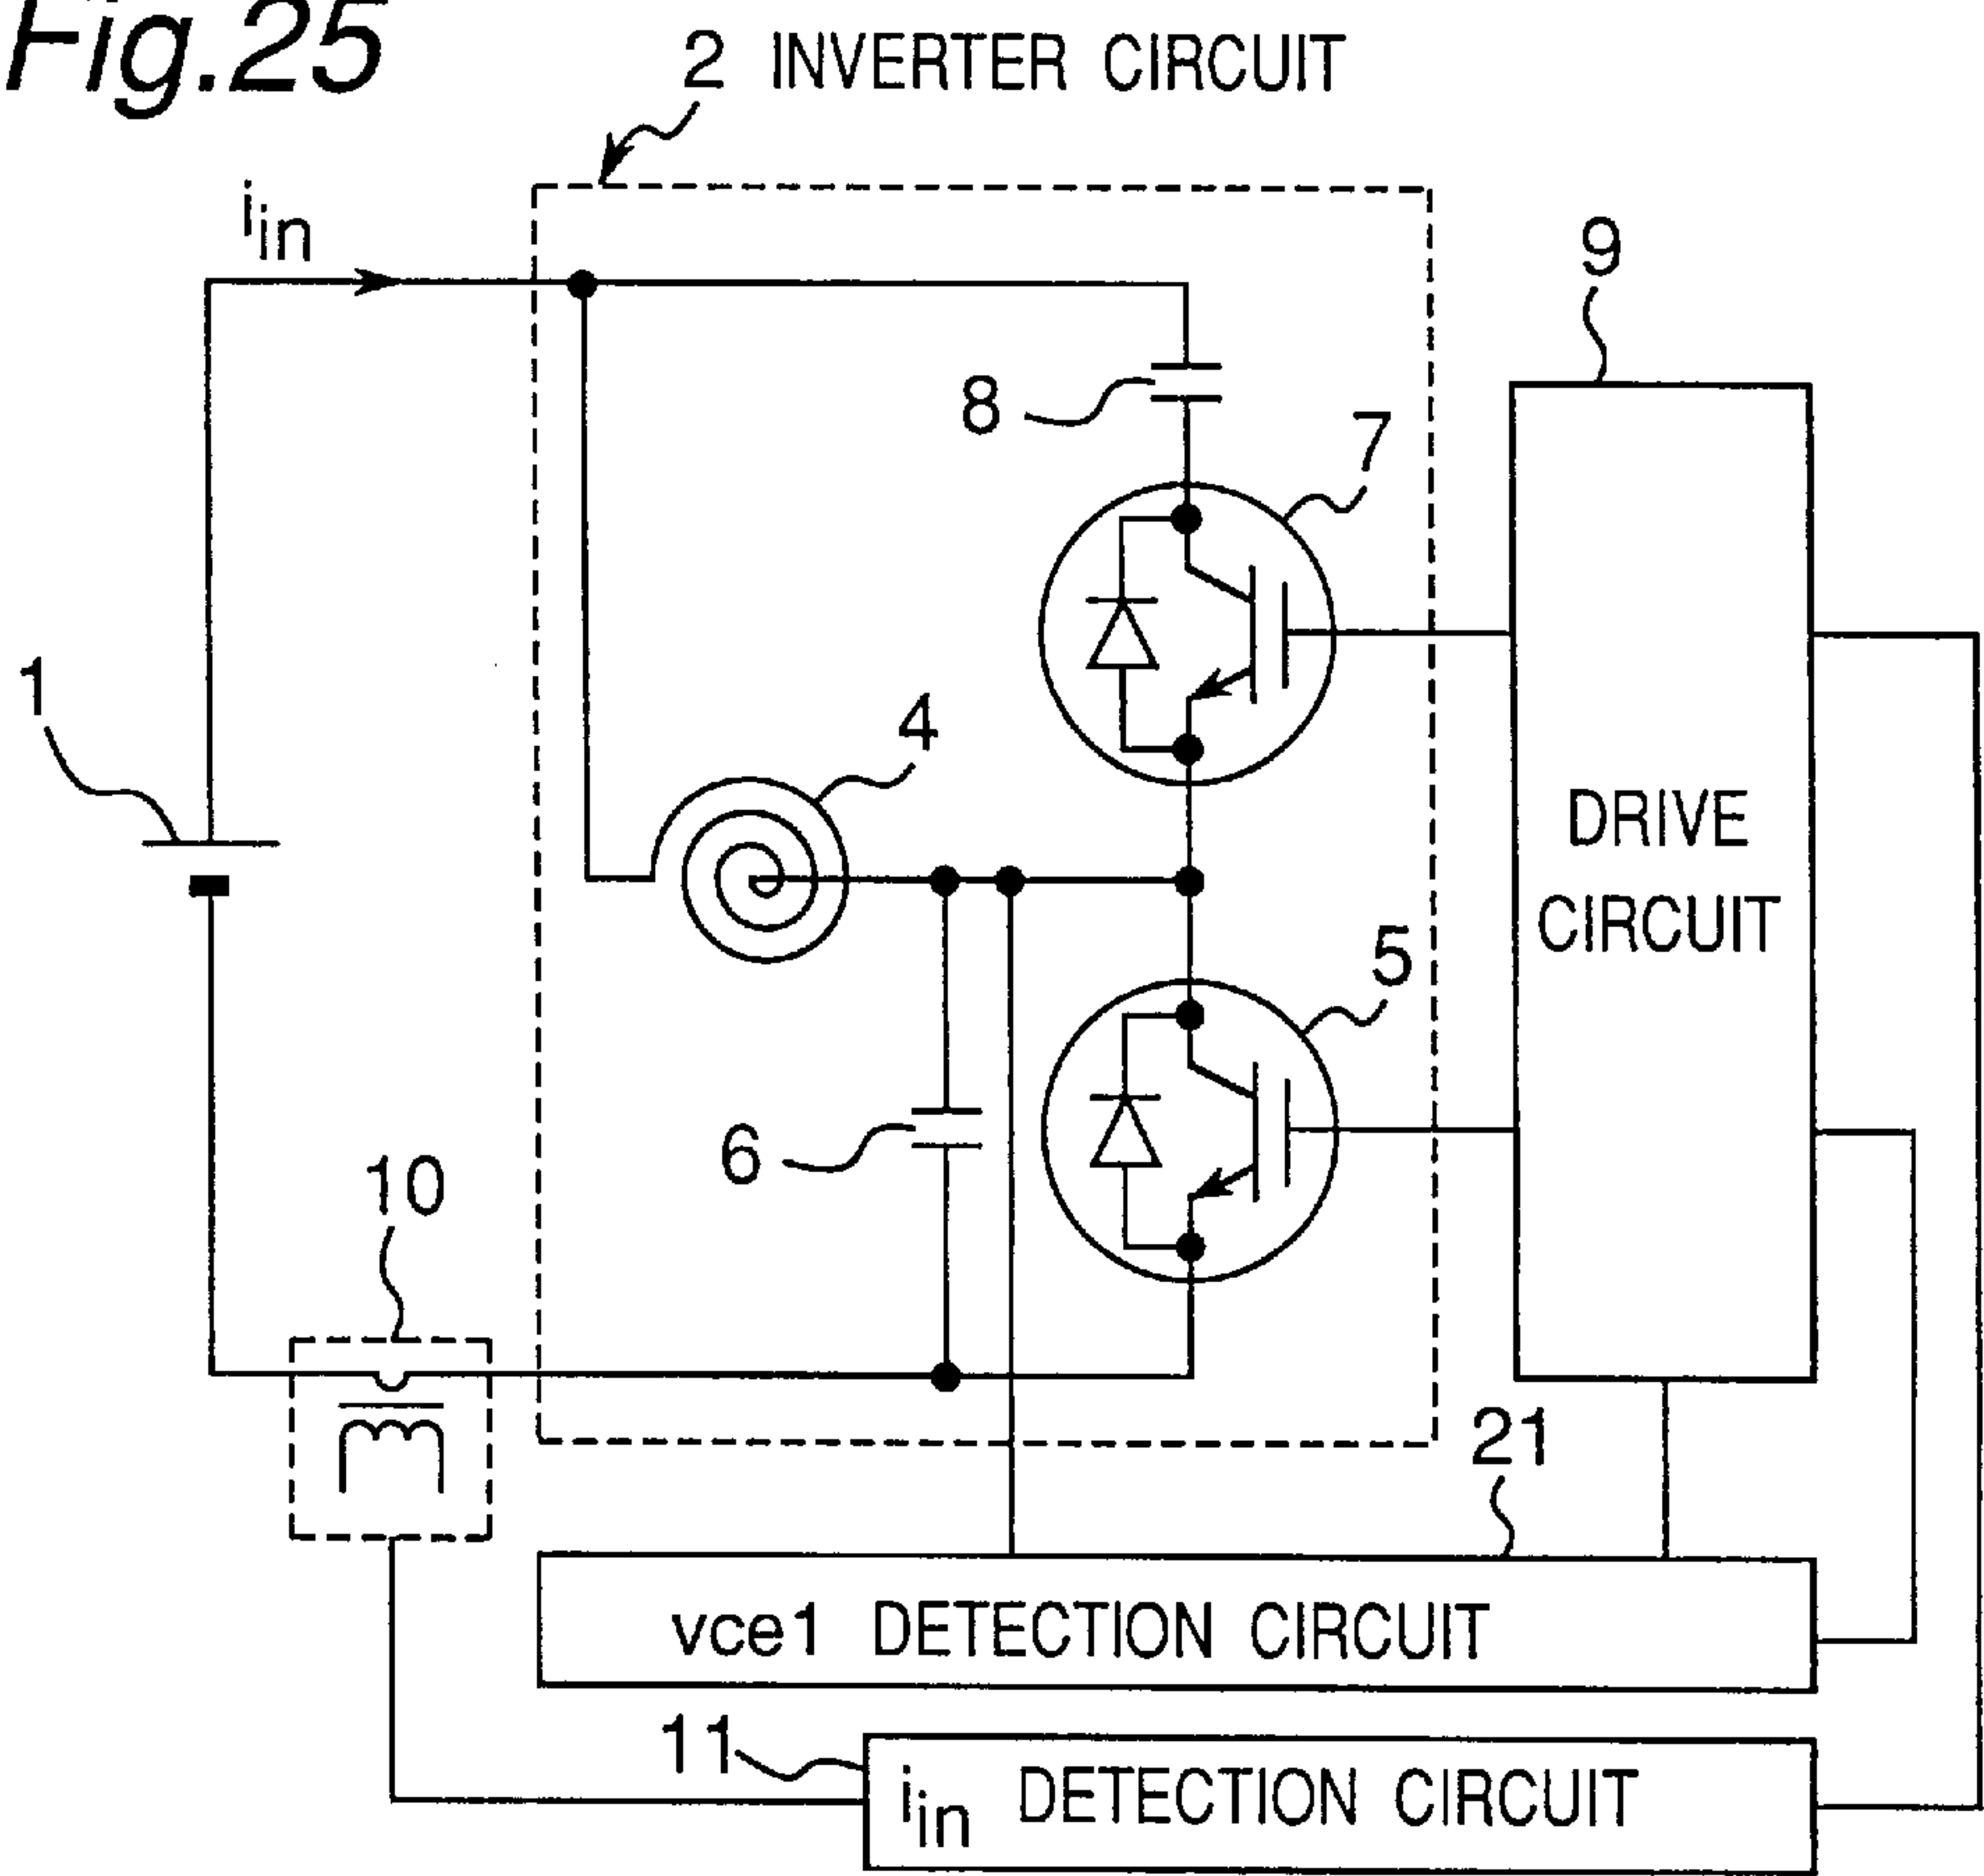 Fig.25
2 INVERTER CIRCUIT
iin
9
8
7
1
4
DRIVE
CIRCUIT
5
6
10
21
vce1 DETECTION CIRCUIT
11
iin DETECTION CIRCUIT